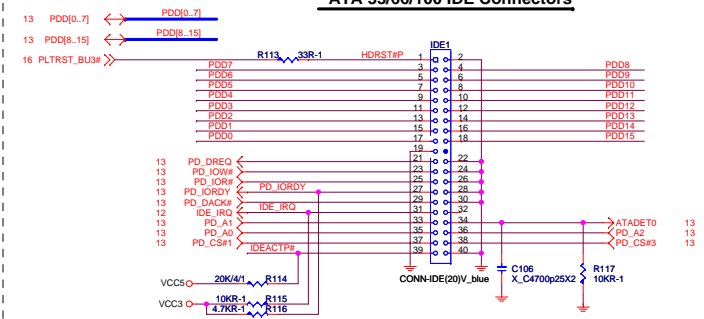 ATA 33/66/100 IDE Connectors
13 PDD[0..7] PDD[0..7]
13 PDD[8..15] PDD[8..15]
16 PLTRST_BU3# R113 33R-1 HDRST#P IDE1
1 2
PDD7 3 4 PDD8
PDD6 5 6 PDD9
PDD5 7 8 PDD10
PDD4 9 10 PDD11
PDD3 11 12 PDD12
PDD2 13 14 PDD13
PDD1 15 16 PDD14
PDD0 17 18 PDD15
19
13 PD_DREQ 21 22
13 PD_IOW# 23 24
13 PD_IOR# 25 26
13 PD_IORDY PD_IORDY 27 28
13 PD_DACK# 29 30
12 IDE_IRQ IDE_IRQ 31 32
13 PD_A1 33 34 ATADET0 13
13 PD_A0 35 36 PD_A2 13
13 PD_CS#1 37 38 PD_CS#3 13
IDEACTP# 39 40
CONN-IDE(20)V_blue
C106
X_C4700p25X2
R117
10KR-1
VCC5 20K/4/1 R114
VCC3 10KR-1 R115
4.7KR-1 R116